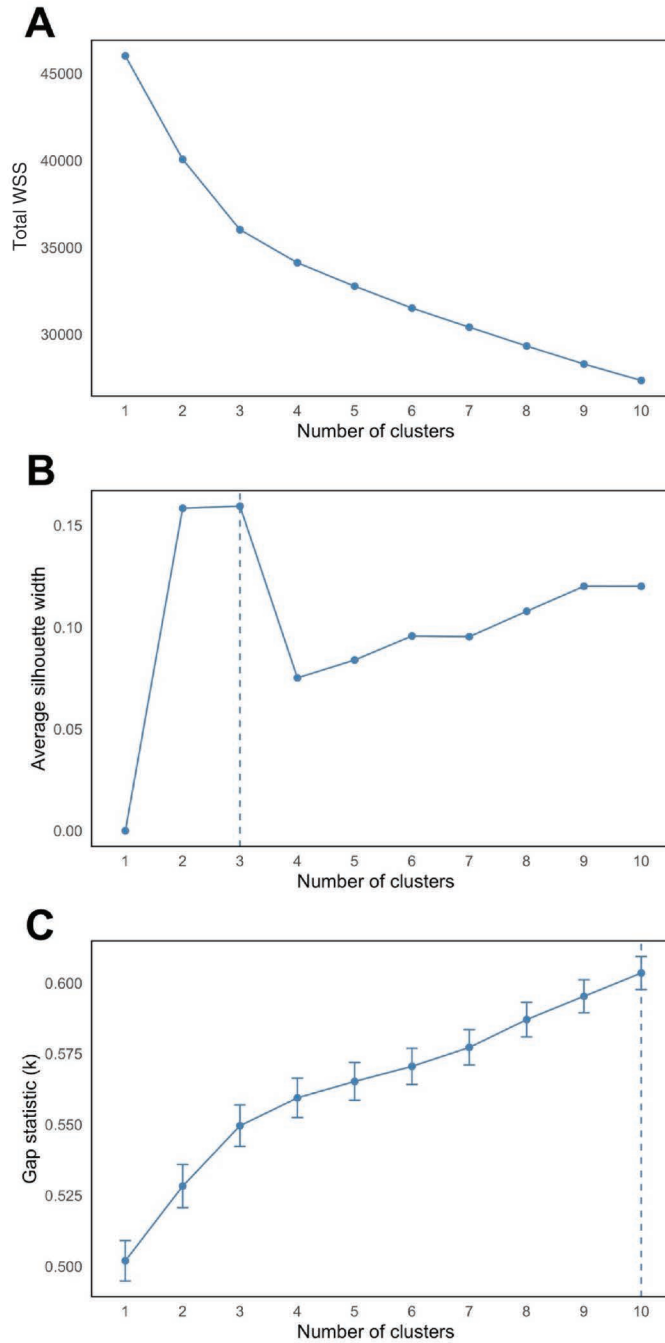 A
Total WSS
45000
40000
35000
30000
1 2 3 4 5 6 7 8 9 10
Number of clusters
B
Average silhouette width
0.15
0.10
0.05
0.00
1 2 3 4 5 6 7 8 9 10
Number of clusters
C
Gap statistic (k)
0.600
0.575
0.550
0.525
0.500
1 2 3 4 5 6 7 8 9 10
Number of clusters